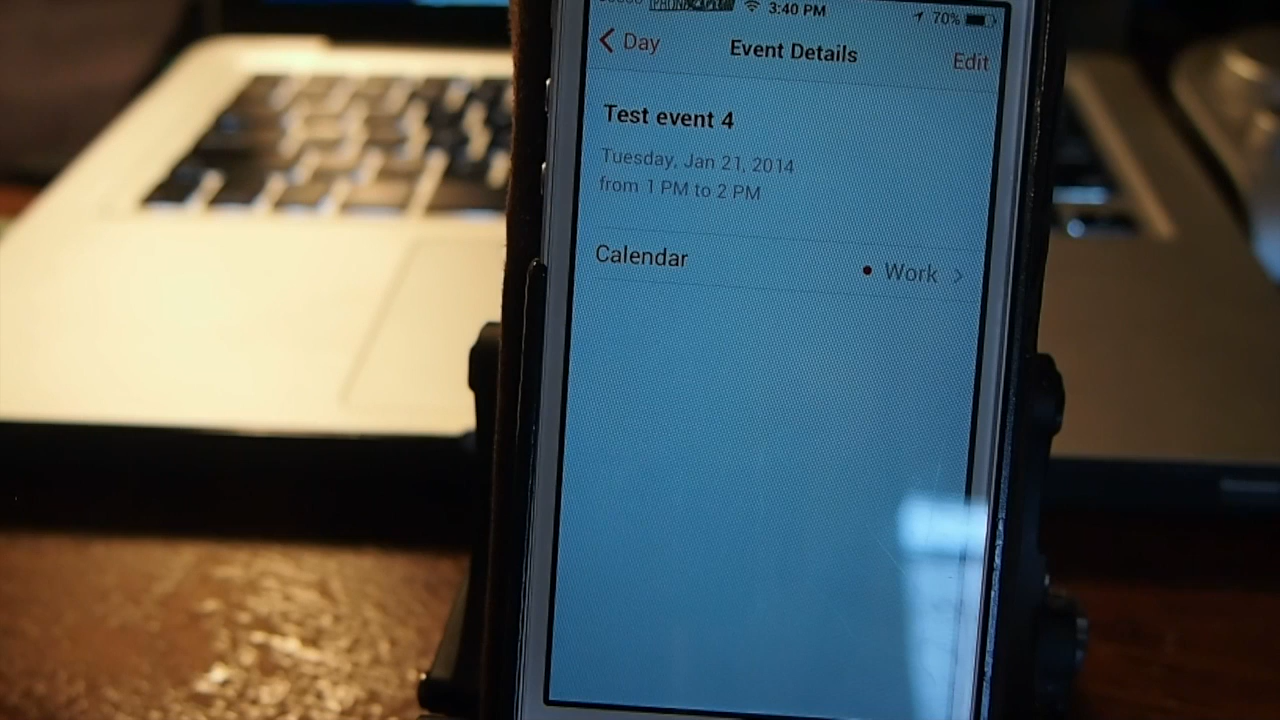 3:40 PM 70%
Day Event Details Edit
Test event 4
Tuesday, Jan 21, 2014
from 1 PM to 2 PM
Calendar Work